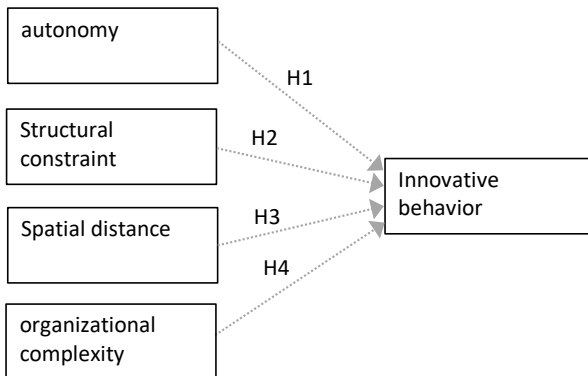 autonomy
H1
Structural
constraint
H2
Innovative
behavior
Spatial distance
H3
H4
organizational
complexity